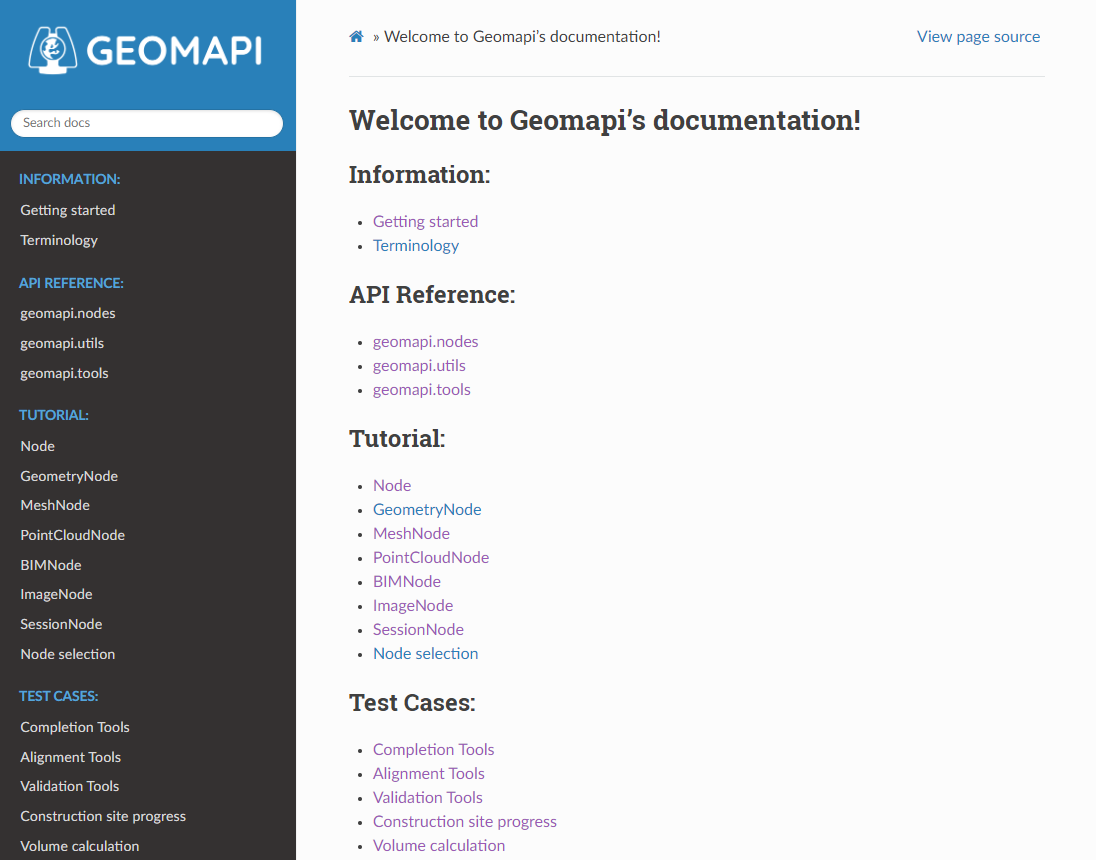 GEOMAPI
Search docs
INFORMATION:
Getting started
Terminology
API REFERENCE:
geomapi.nodes
geomapi.utils
geomapi.tools
TUTORIAL:
Node
GeometryNode
MeshNode
PointCloudNode
BIMNode
ImageNode
SessionNode
Node selection
TEST CASES:
Completion Tools
Alignment Tools
Validation Tools
Construction site progress
Volume calculation
» Welcome to Geomapi’s documentation!
View page source
Welcome to Geomapi’s documentation!
Information:
• Getting started
• Terminology
API Reference:
• geomapi.nodes
• geomapi.utils
• geomapi.tools
Tutorial:
• Node
• GeometryNode
• MeshNode
• PointCloudNode
• BIMNode
• ImageNode
• SessionNode
• Node selection
Test Cases:
• Completion Tools
• Alignment Tools
• Validation Tools
• Construction site progress
• Volume calculation